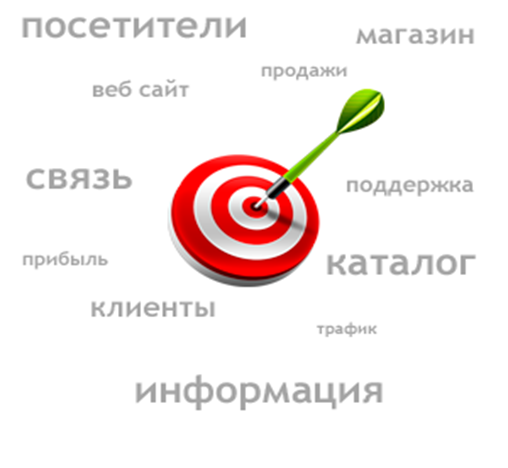 посетители
магазин
продажи
веб сайт
связь
поддержка
прибыль
каталог
клиенты
трафик
информация